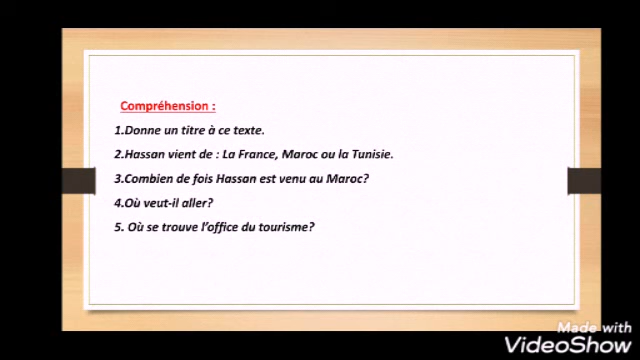 Compréhension :
1.Donne un titre à ce texte.
2.Hassan vient de : La France, Maroc ou la Tunisie.
3.Combien de fois Hassan est venu au Maroc?
4.Où veut-il aller?
5. Où se trouve l'office du tourisme?
Made with
VideoShow